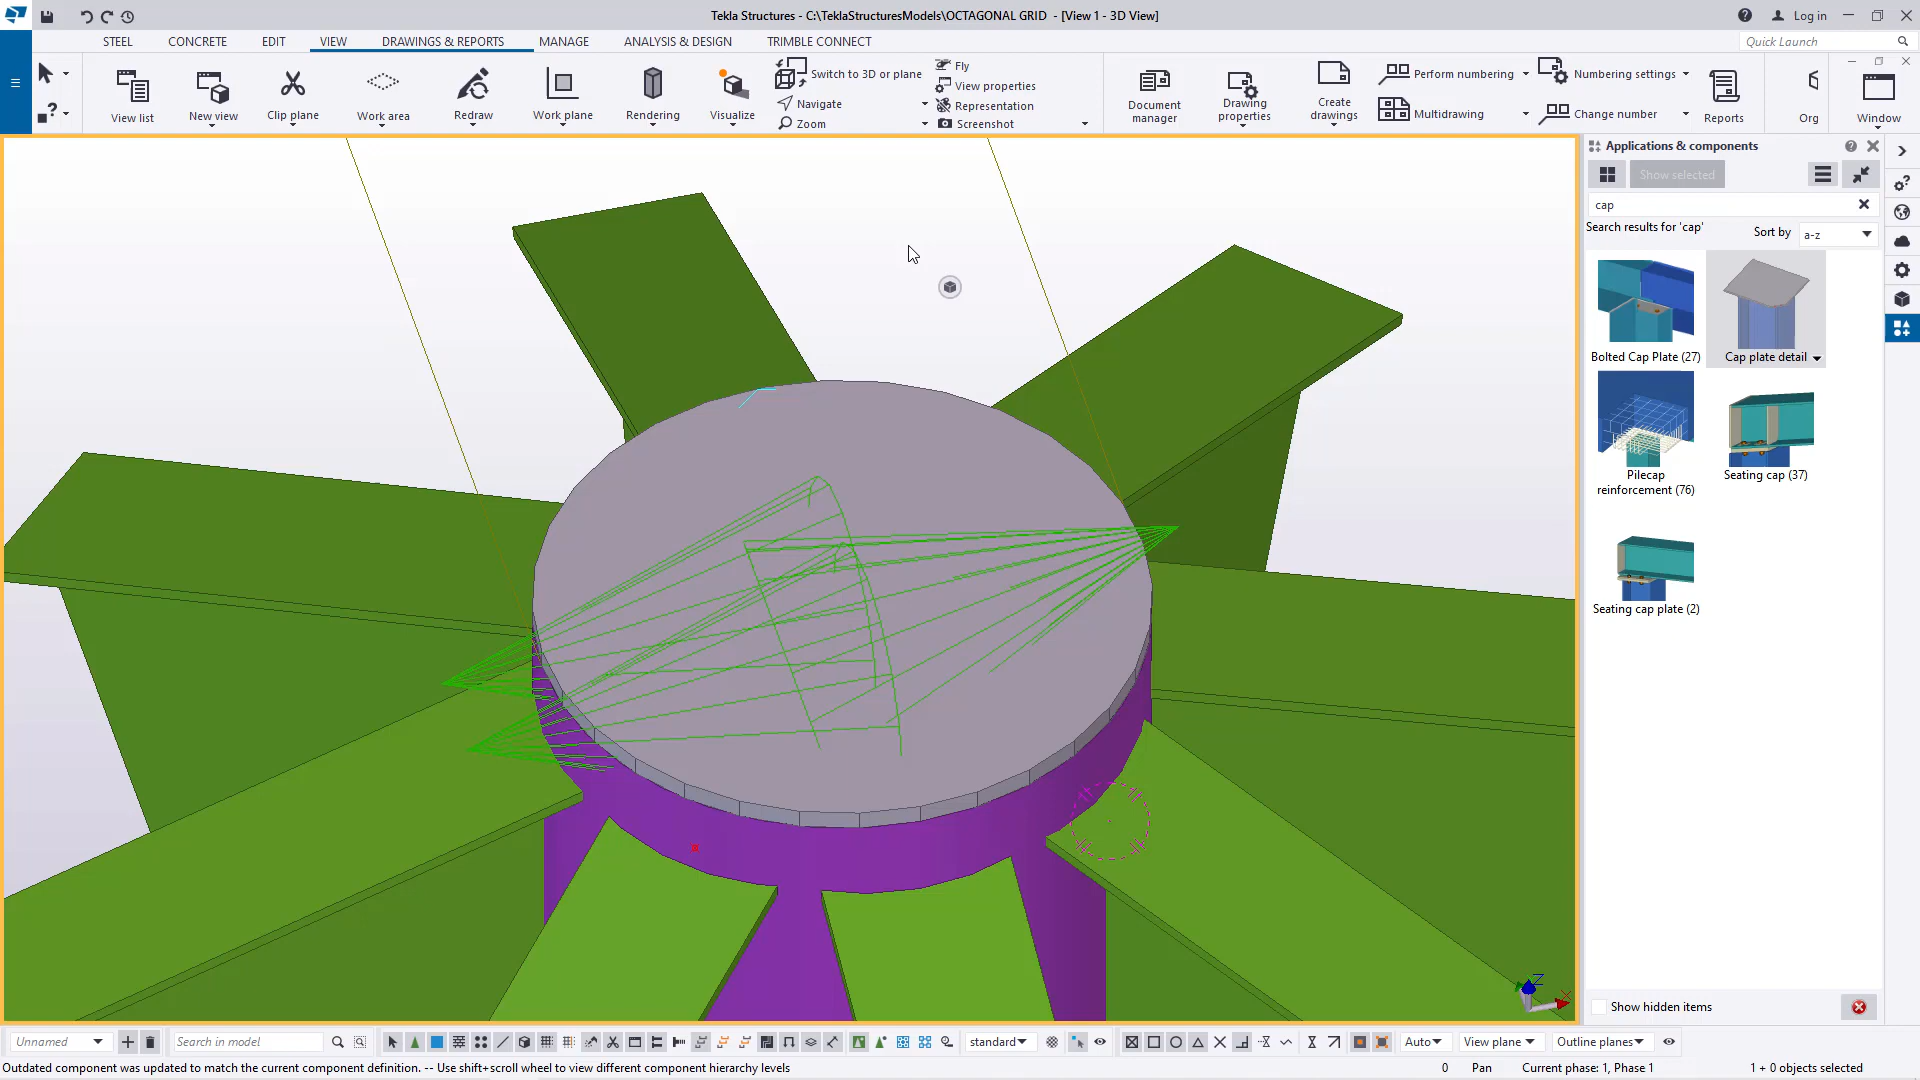 Tekla Structures - C:\TeklaStructuresModels\OCTAGONAL GRID - [View 1 - 3D View]
Log in
STEEL CONCRETE EDIT VIEW DRAWINGS & REPORTS MANAGE ANALYSIS & DESIGN TRIMBLE CONNECT
Quick Launch
View list
New view
Clip plane
Work area
Redraw
Work plane
Rendering
Visualize
Switch to 3D or plane
Navigate
Zoom
Fly
View properties
Representation
Screenshot
Document manager
Drawing properties
Create drawings
Perform numbering
Multidrawing
Numbering settings
Change number
Reports
Org
Window
Applications & components
Show selected
cap
Search results for 'cap'
Sort by
a-z
Bolted Cap Plate (27)
Cap plate detail
Pilecap
reinforcement (76)
Seating cap (37)
Seating cap plate (2)
Z
X
Show hidden items
Unnamed
Search in model
standard
Auto
View plane
Outline planes
Outdated component was updated to match the current component definition. -- Use shift+scroll wheel to view different component hierarchy levels
0
Pan
Current phase: 1, Phase 1
1 + 0 objects selected